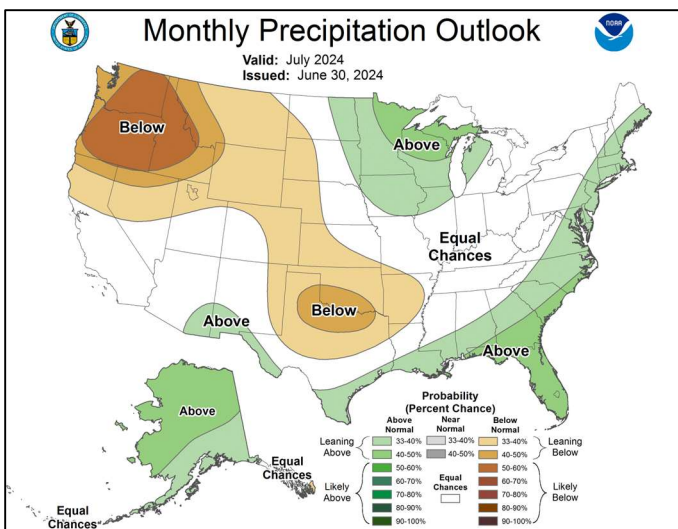 Monthly Precipitation Outlook
NOAA
Valid: July 2024
Issued: June 30, 2024
Below
Above
Equal
Chances
Below
Above
Above
Above
Equal
Chances
Equal
Chances
Probability
(Percent Chance)
Above Normal
Near Normal
Below Normal
Leaning Above
33-40%
33-40%
33-40%
Leaning Below
40-50%
40-50%
40-50%
Likely Above
50-60%
Equal Chances
50-60%
Likely Below
60-70%
60-70%
70-80%
70-80%
80-90%
80-90%
90-100%
90-100%